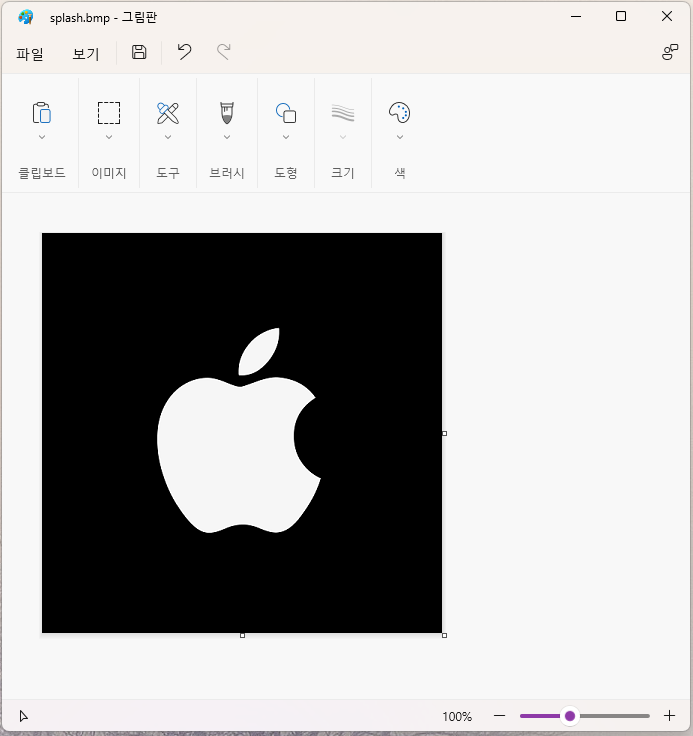 splash.bmp - 그림판
파일 보기
클립보드 이미지 도구 브러시 도형 크기 색
100%